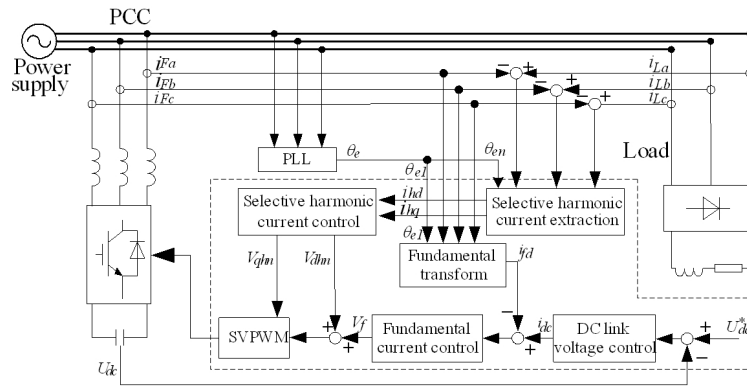 PCC
Power
supply
iFa
iFb
iFc
iLa
iLb
iLc
− +
− +
− +
PLL
θe
θe1
θen
Load
Selective harmonic
current control
ihd
ihq
Selective harmonic
current extraction
θe1
Fundamental
transform
ifd
Vqhn
Vdhn
SVPWM
+
+
Vf
Fundamental
current control
−
+
idc
DC link
voltage control
+
−
U*dc
Udc